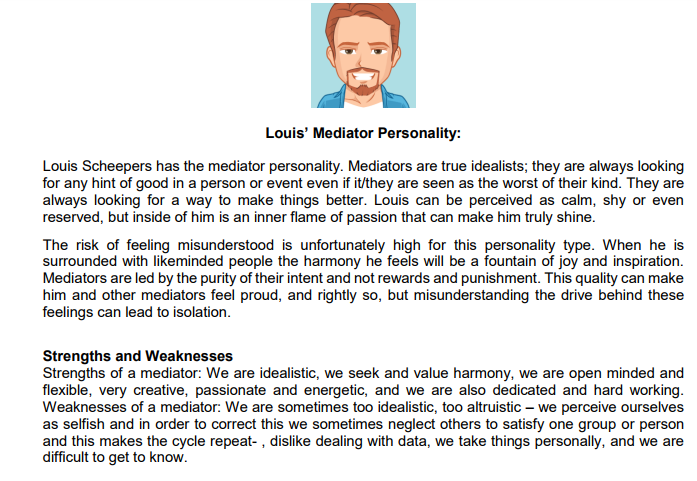 Louis’ Mediator Personality:
Louis Scheepers has the mediator personality. Mediators are true idealists; they are always looking
for any hint of good in a person or event even if it/they are seen as the worst of their kind. They are
always looking for a way to make things better. Louis can be perceived as calm, shy or even
reserved, but inside of him is an inner flame of passion that can make him truly shine.
The risk of feeling misunderstood is unfortunately high for this personality type. When he is
surrounded with likeminded people the harmony he feels will be a fountain of joy and inspiration.
Mediators are led by the purity of their intent and not rewards and punishment. This quality can make
him and other mediators feel proud, and rightly so, but misunderstanding the drive behind these
feelings can lead to isolation.
Strengths and Weaknesses
Strengths of a mediator: We are idealistic, we seek and value harmony, we are open minded and
flexible, very creative, passionate and energetic, and we are also dedicated and hard working.
Weaknesses of a mediator: We are sometimes too idealistic, too altruistic – we perceive ourselves
as selfish and in order to correct this we sometimes neglect others to satisfy one group or person
and this makes the cycle repeat- , dislike dealing with data, we take things personally, and we are
difficult to get to know.